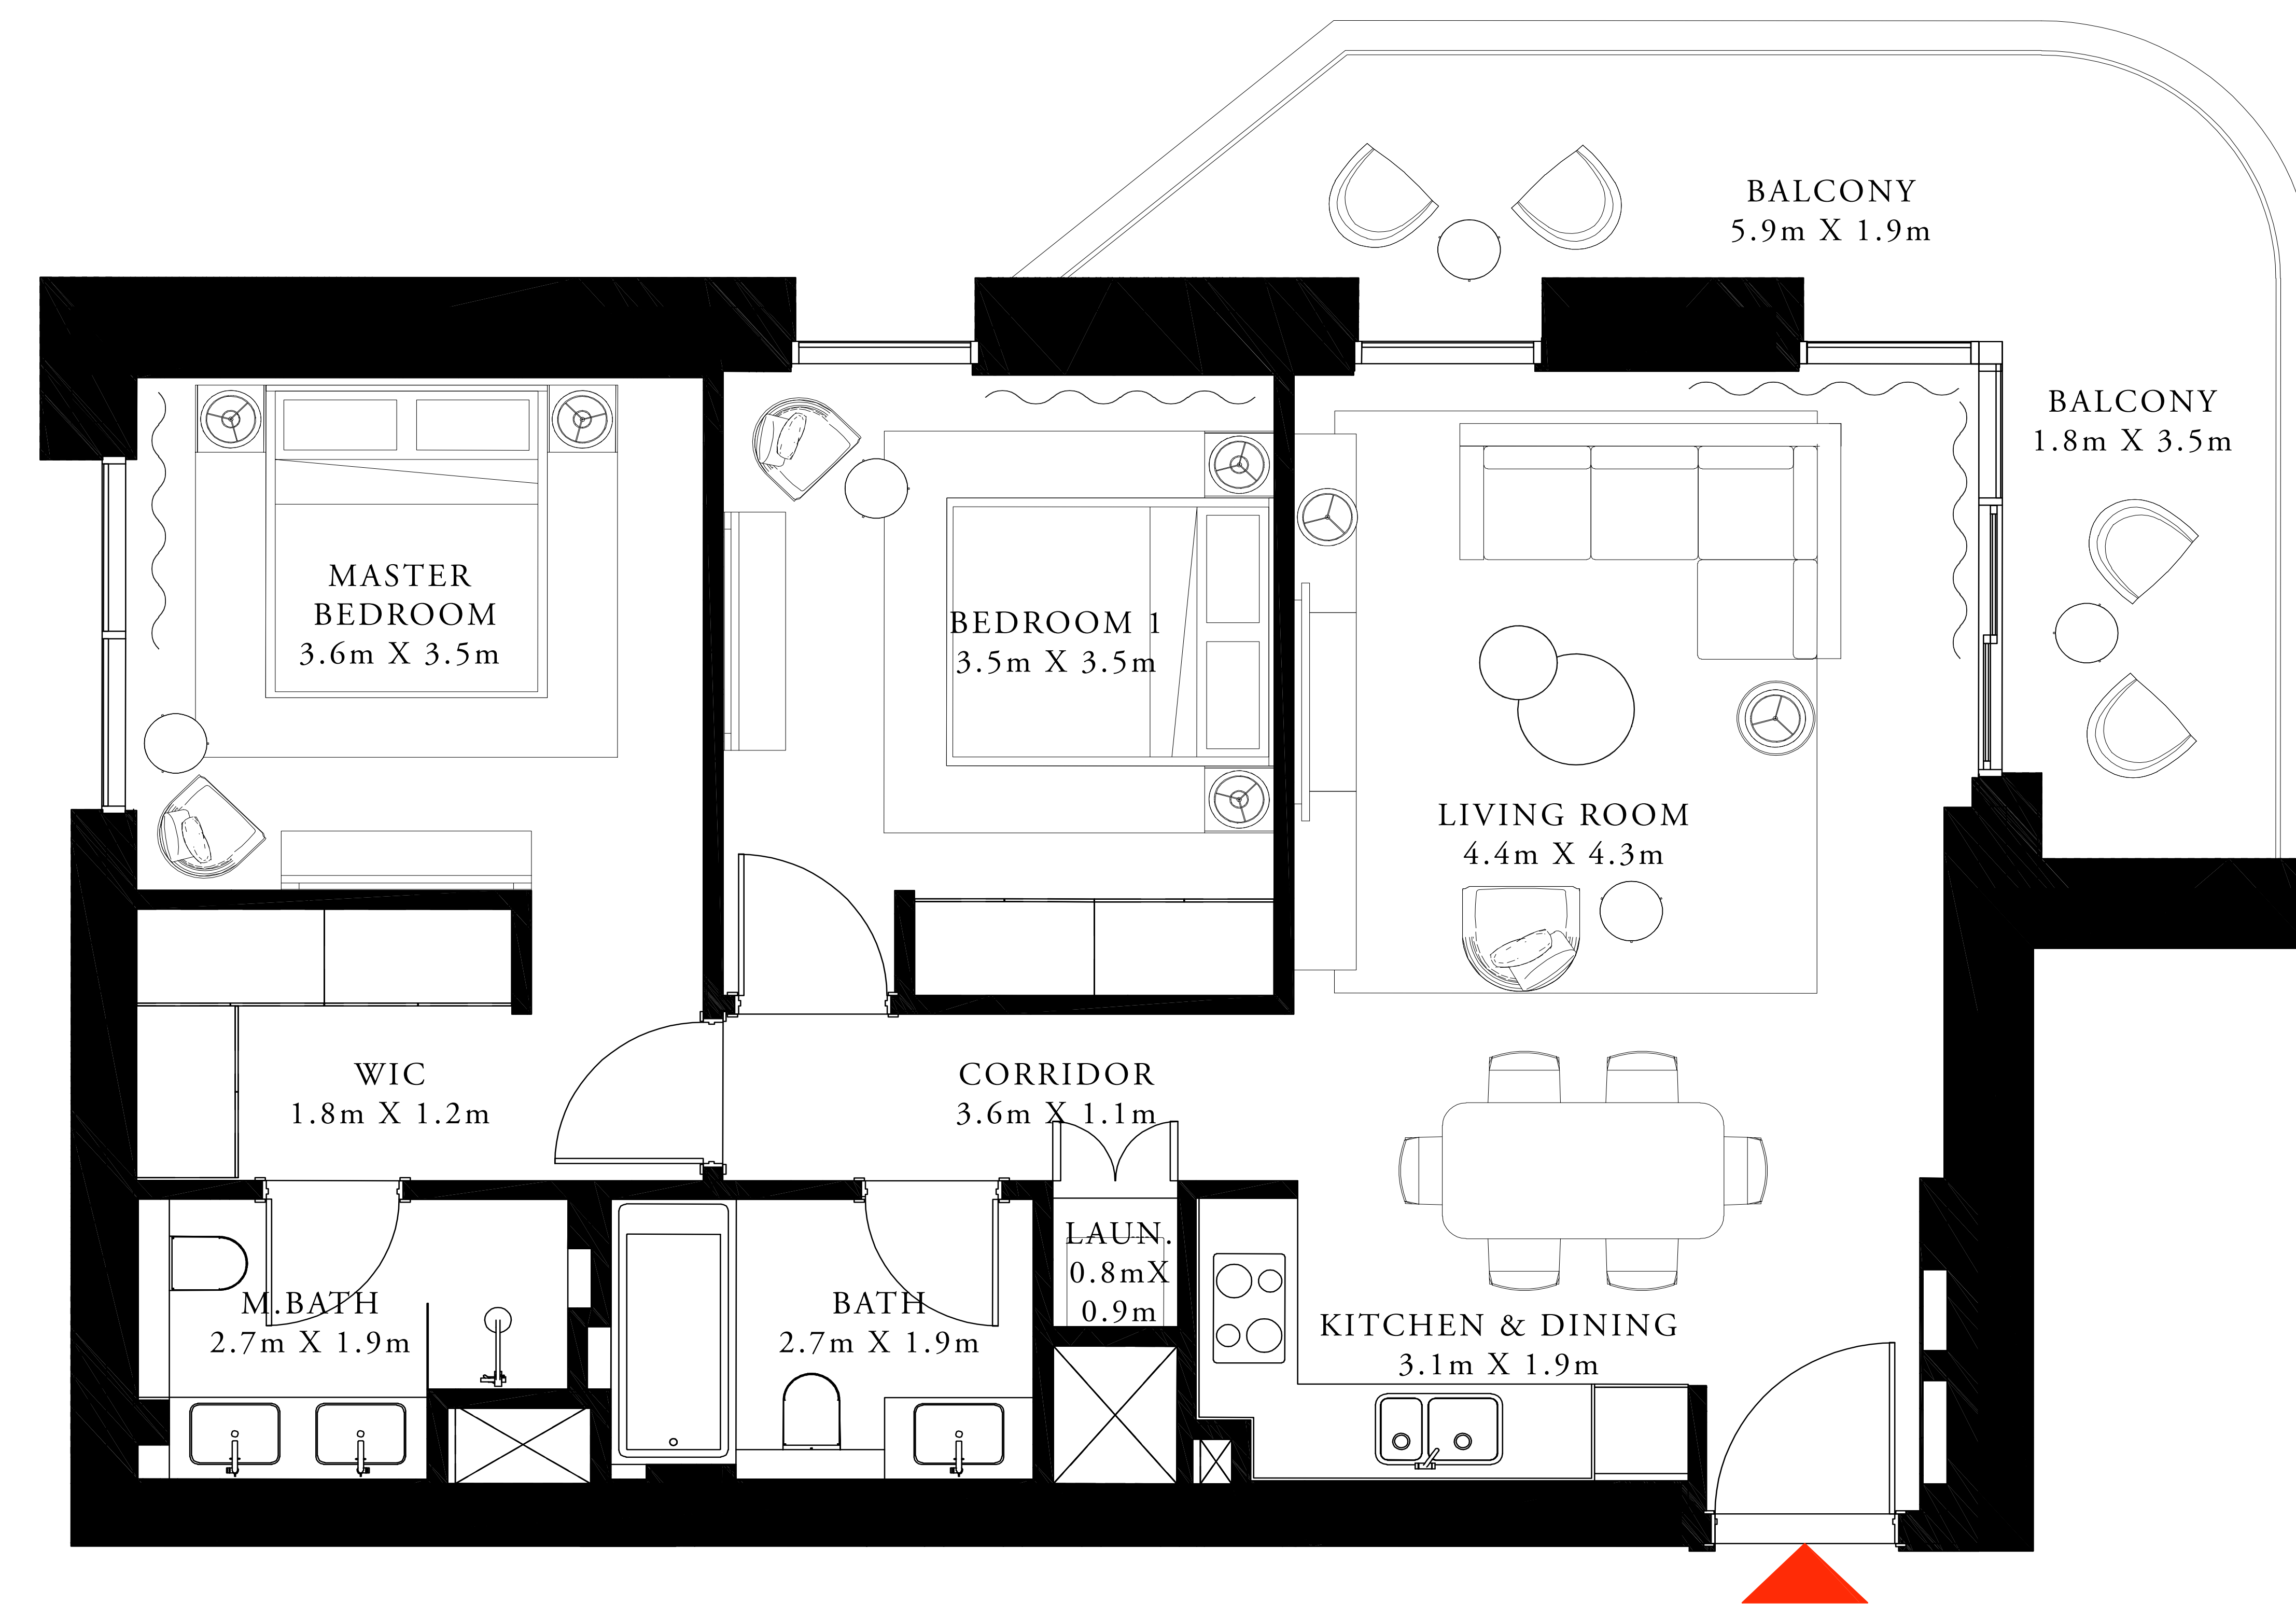 BALCONY
5.9m X 1.9m
BALCONY
1.8m X 3.5m
MASTER
BEDROOM
3.6m X 3.5m
BEDROOM 1
3.5m X 3.5m
LIVING ROOM
4.4m X 4.3m
WIC
1.8m X 1.2m
CORRIDOR
3.6m X 1.1m
LAUN.
0.8mX
0.9m
M.BATH
2.7m X 1.9m
BATH
2.7m X 1.9m
KITCHEN & DINING
3.1m X 1.9m